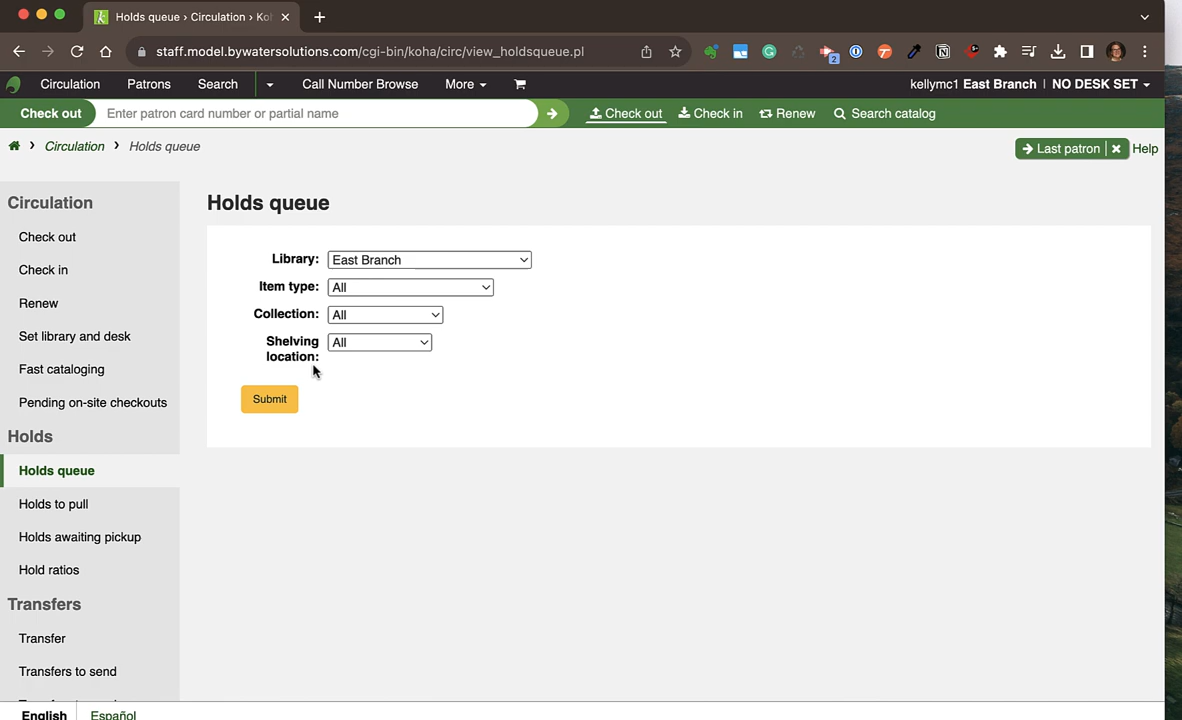 Holds queue › Circulation › Koh
staff.model.bywatersolutions.com/cgi-bin/koha/circ/view_holdsqueue.pl
2
Circulation Patrons Search Call Number Browse More kellymc1 East Branch | NO DESK SET
Check out Enter patron card number or partial name Check out Check in Renew Search catalog
Circulation Holds queue Last patron Help
Circulation
Check out
Check in
Renew
Set library and desk
Fast cataloging
Pending on-site checkouts
Holds
Holds queue
Holds to pull
Holds awaiting pickup
Hold ratios
Transfers
Transfer
Transfers to send
Holds queue
Library: East Branch
Item type: All
Collection: All
Shelving location: All
Submit
English Español